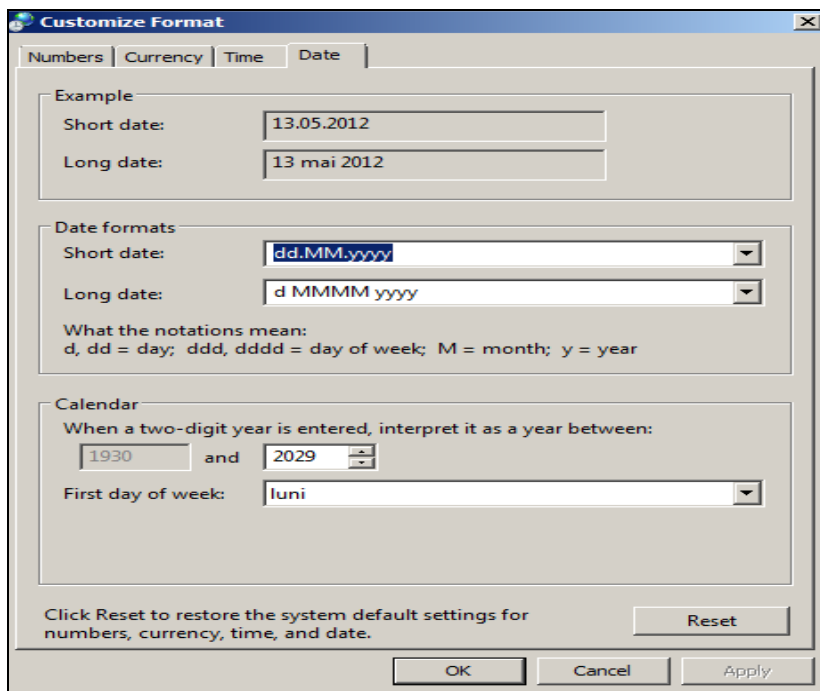 Customize Format
Numbers Currency Time Date
Example
Short date: 13.05.2012
Long date: 13 mai 2012
Date formats
Short date: dd.MM.yyyy
Long date: d MMMM yyyy
What the notations mean:
d, dd = day; ddd, dddd = day of week; M = month; y = year
Calendar
When a two-digit year is entered, interpret it as a year between:
1930 and 2029
First day of week: luni
Click Reset to restore the system default settings for
numbers, currency, time, and date.
Reset
OK Cancel Apply